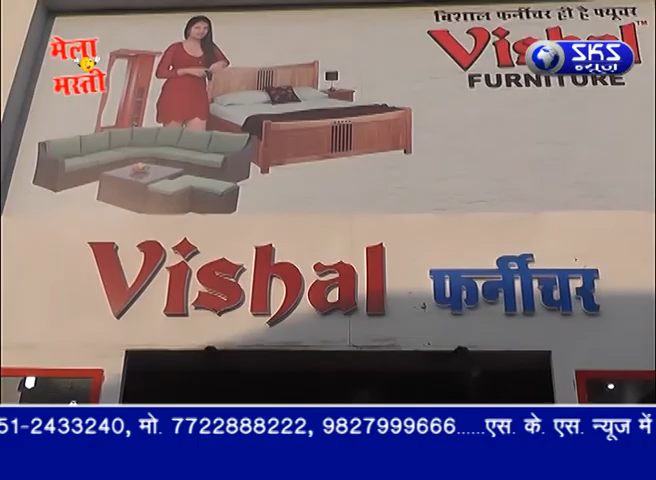 मेला
मस्ती
विशाल फर्नीचर ही है फ्यूचर
Vishal
FURNITURE
SKS
न्यूज़
Vishal फर्नीचर
51-2433240, मो. 7722888222, 9827999666......एस. के. एस. न्यूज में